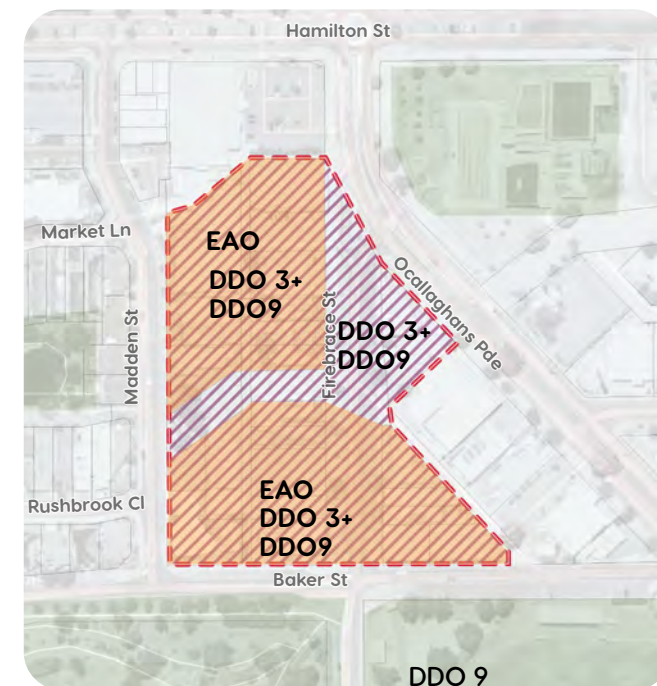 Hamilton St
Market Ln
EAO
DDO 3+
DDO9
Ocallaghans Pde
Firebrace St
DDO 3+
DDO9
Madden St
Rushbrook Cl
EAO
DDO 3+
DDO9
Baker St
DDO 9